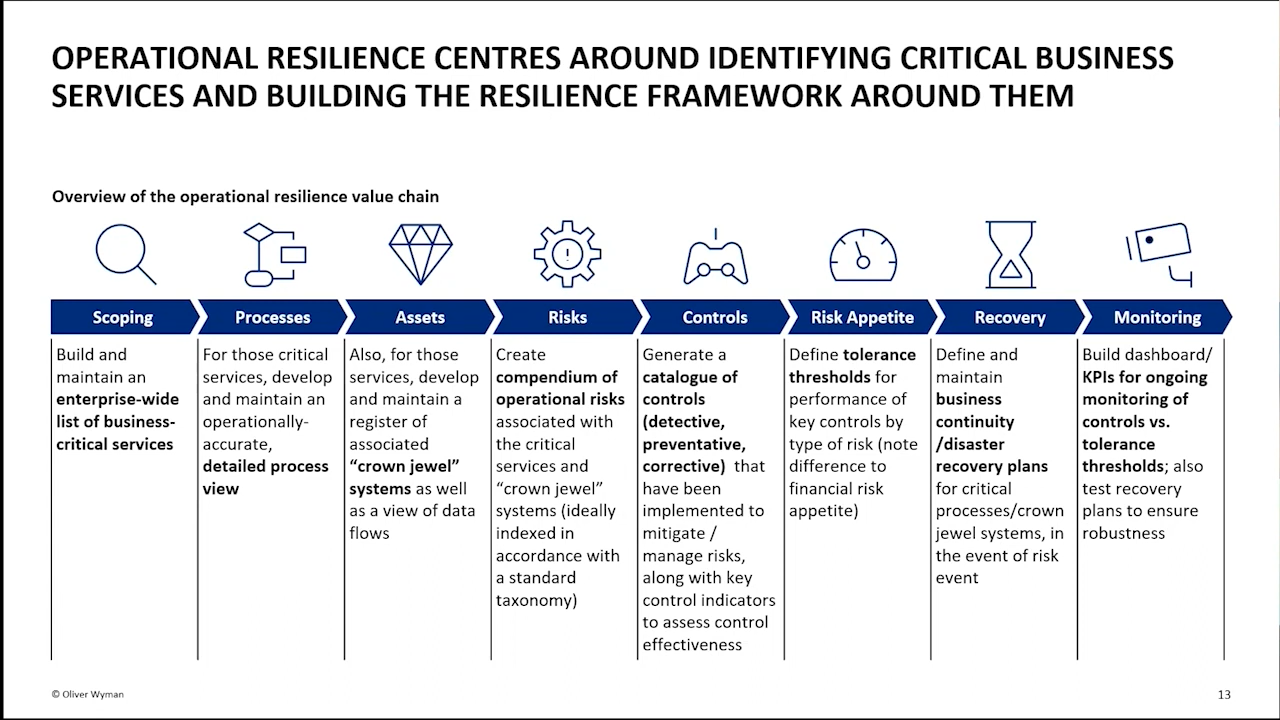 OPERATIONAL RESILIENCE CENTRES AROUND IDENTIFYING CRITICAL BUSINESS
SERVICES AND BUILDING THE RESILIENCE FRAMEWORK AROUND THEM
Overview of the operational resilience value chain
Scoping
Build and
maintain an
enterprise-wide
list of business-
critical services
Processes
For those critical
services, develop
and maintain an
operationally-
accurate,
detailed process
view
Assets
Also, for those
services, develop
and maintain a
register of
associated
“crown jewel”
systems as well
as a view of data
flows
Risks
!
Create
compendium of
operational risks
associated with
the critical
services and
“crown jewel”
systems (ideally
indexed in
accordance with
a standard
taxonomy)
Controls
Generate a
catalogue of
controls
(detective,
preventative,
corrective) that
have been
implemented to
mitigate /
manage risks,
along with key
control indicators
to assess control
effectiveness
Risk Appetite
Define tolerance
thresholds for
performance of
key controls by
type of risk (note
difference to
financial risk
appetite)
Recovery
Define and
maintain
business
continuity
/disaster
recovery plans
for critical
processes/crown
jewel systems, in
the event of risk
event
Monitoring
Build dashboard/
KPIs for ongoing
monitoring of
controls vs.
tolerance
thresholds; also
test recovery
plans to ensure
robustness
© Oliver Wyman
13